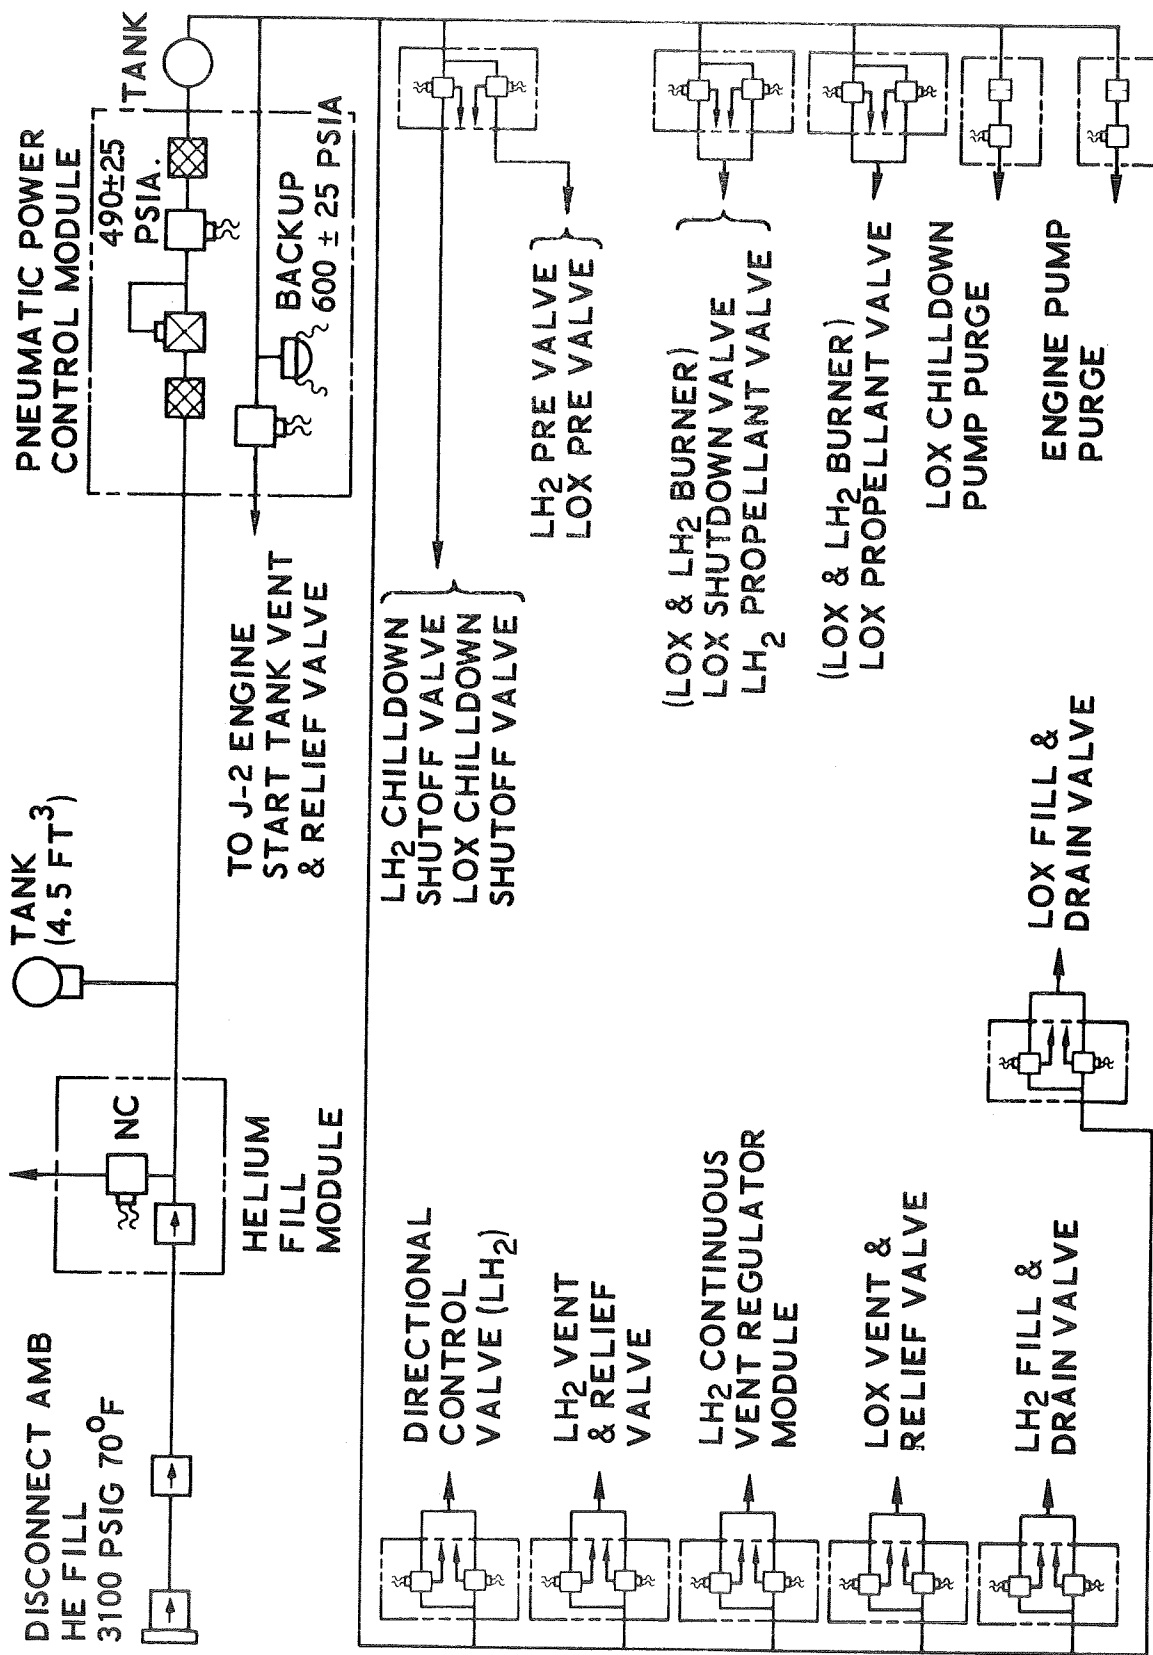 DISCONNECT AMB
HE FILL
3100 PSIG 70°F
NC
HELIUM
FILL
MODULE
TANK
(4.5 FT³)
PNEUMATIC POWER
CONTROL MODULE
490±25
PSIA.
TANK
BACKUP
600 ± 25 PSIA
TO J-2 ENGINE
START TANK VENT
& RELIEF VALVE
DIRECTIONAL
CONTROL
VALVE (LH₂)
LH₂ VENT
& RELIEF
VALVE
LH₂ CONTINUOUS
VENT REGULATOR
MODULE
LOX VENT &
RELIEF VALVE
LH₂ FILL &
DRAIN VALVE
LOX FILL &
DRAIN VALVE
LH₂ CHILLDOWN
SHUTOFF VALVE
LOX CHILLDOWN
SHUTOFF VALVE
LH₂ PRE VALVE
LOX PRE VALVE
(LOX & LH₂ BURNER)
LOX SHUTDOWN VALVE
LH₂ PROPELLANT VALVE
(LOX & LH₂ BURNER)
LOX PROPELLANT VALVE
LOX CHILLDOWN
PUMP PURGE
ENGINE PUMP
PURGE